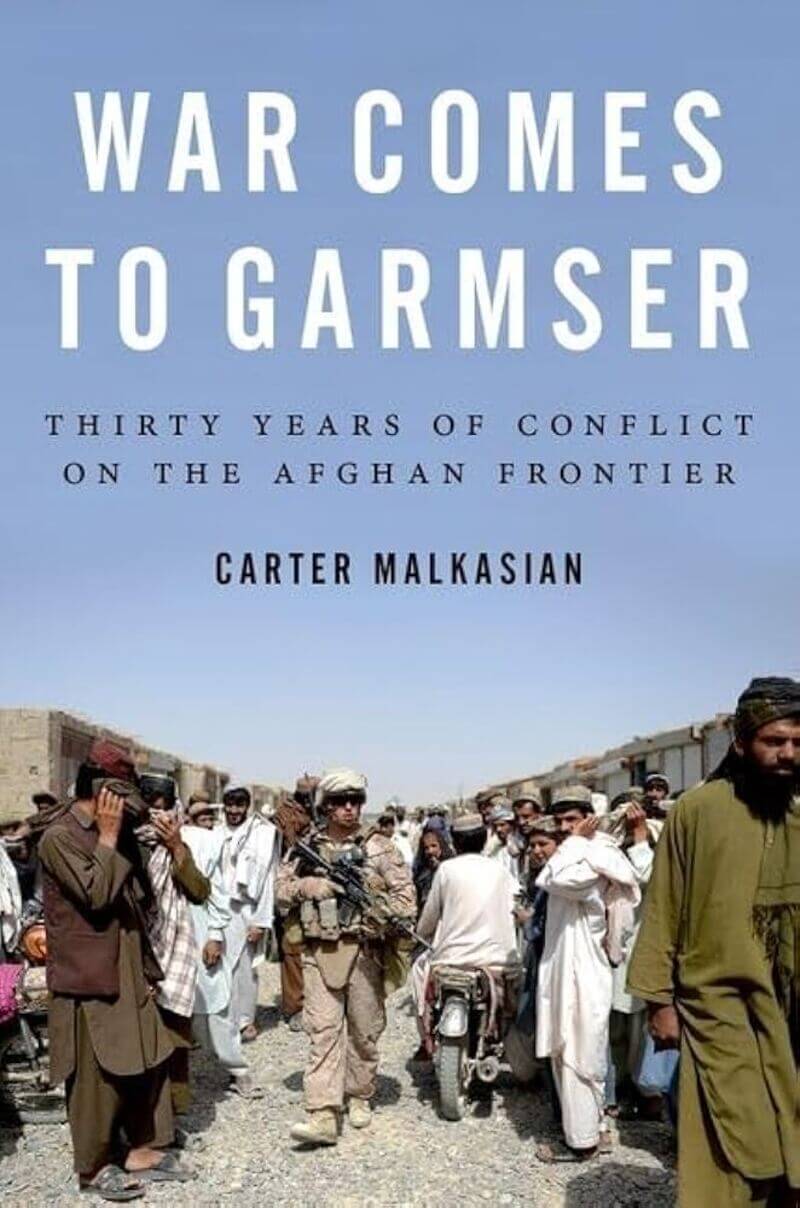 WAR COMES
TO GARMSER
THIRTY YEARS OF CONFLICT
ON THE AFGHAN FRONTIER
CARTER MALKASIAN